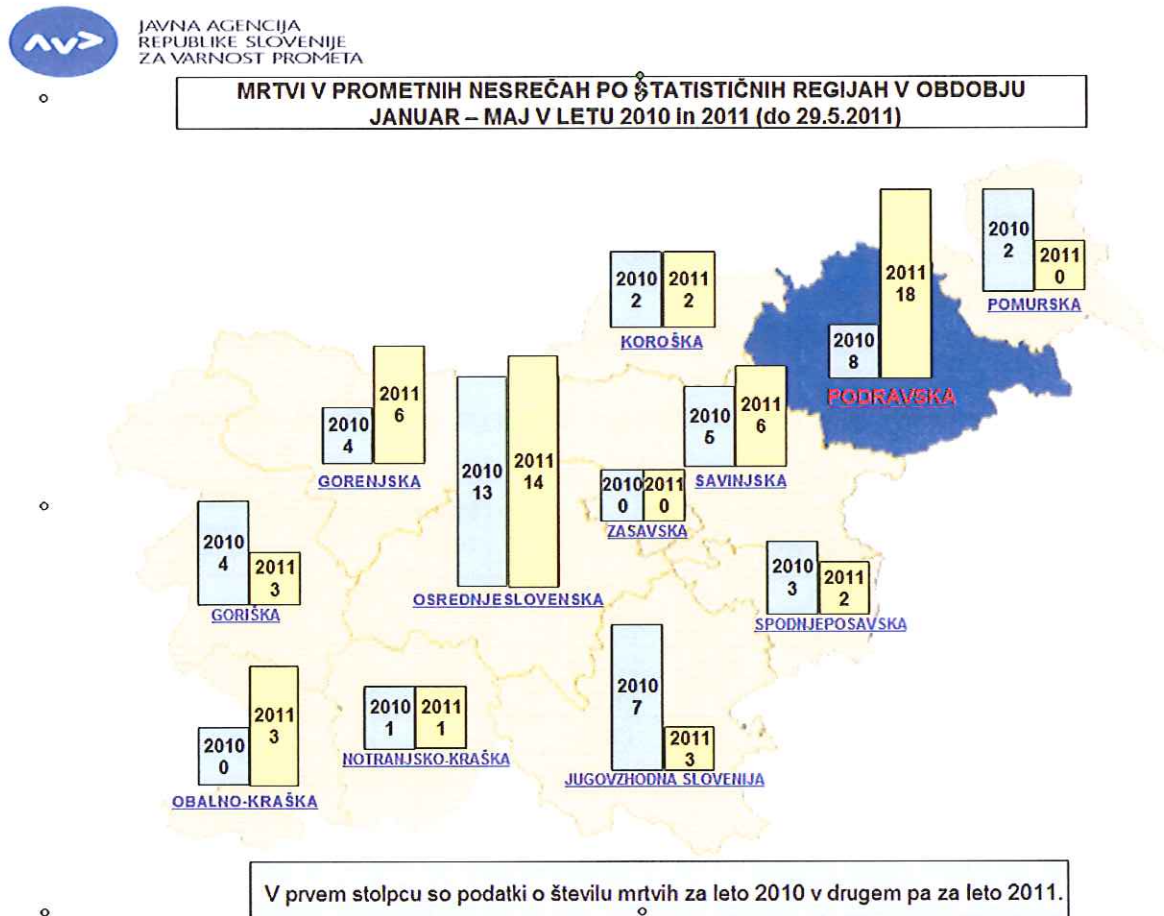 JAVNA AGENCIJA
REPUBLIKE SLOVENIJE
ZA VARNOST PROMETA
MRTVI V PROMETNIH NESREČAH PO STATISTIČNIH REGIJAH V OBDOBJU
JANUAR – MAJ V LETU 2010 in 2011 (do 29.5.2011)
2010
2
2011
0
POMURSKA
2010
8
2011
18
PODRAVSKA
2010
2
2011
2
KOROŠKA
2010
4
2011
6
GORENJSKA
2010
13
2011
14
OSREDNJESLOVENSKA
2010
5
2011
6
SAVINJSKA
2010
0
2011
0
ZASAVSKA
2010
4
2011
3
GORIŠKA
2010
3
2011
2
SPODNJEPOSAVSKA
2010
0
2011
3
OBALNO-KRAŠKA
2010
1
2011
1
NOTRANJSKO-KRAŠKA
2010
7
2011
3
JUGOVZHODNA SLOVENIJA
V prvem stolpcu so podatki o številu mrtvih za leto 2010 v drugem pa za leto 2011.